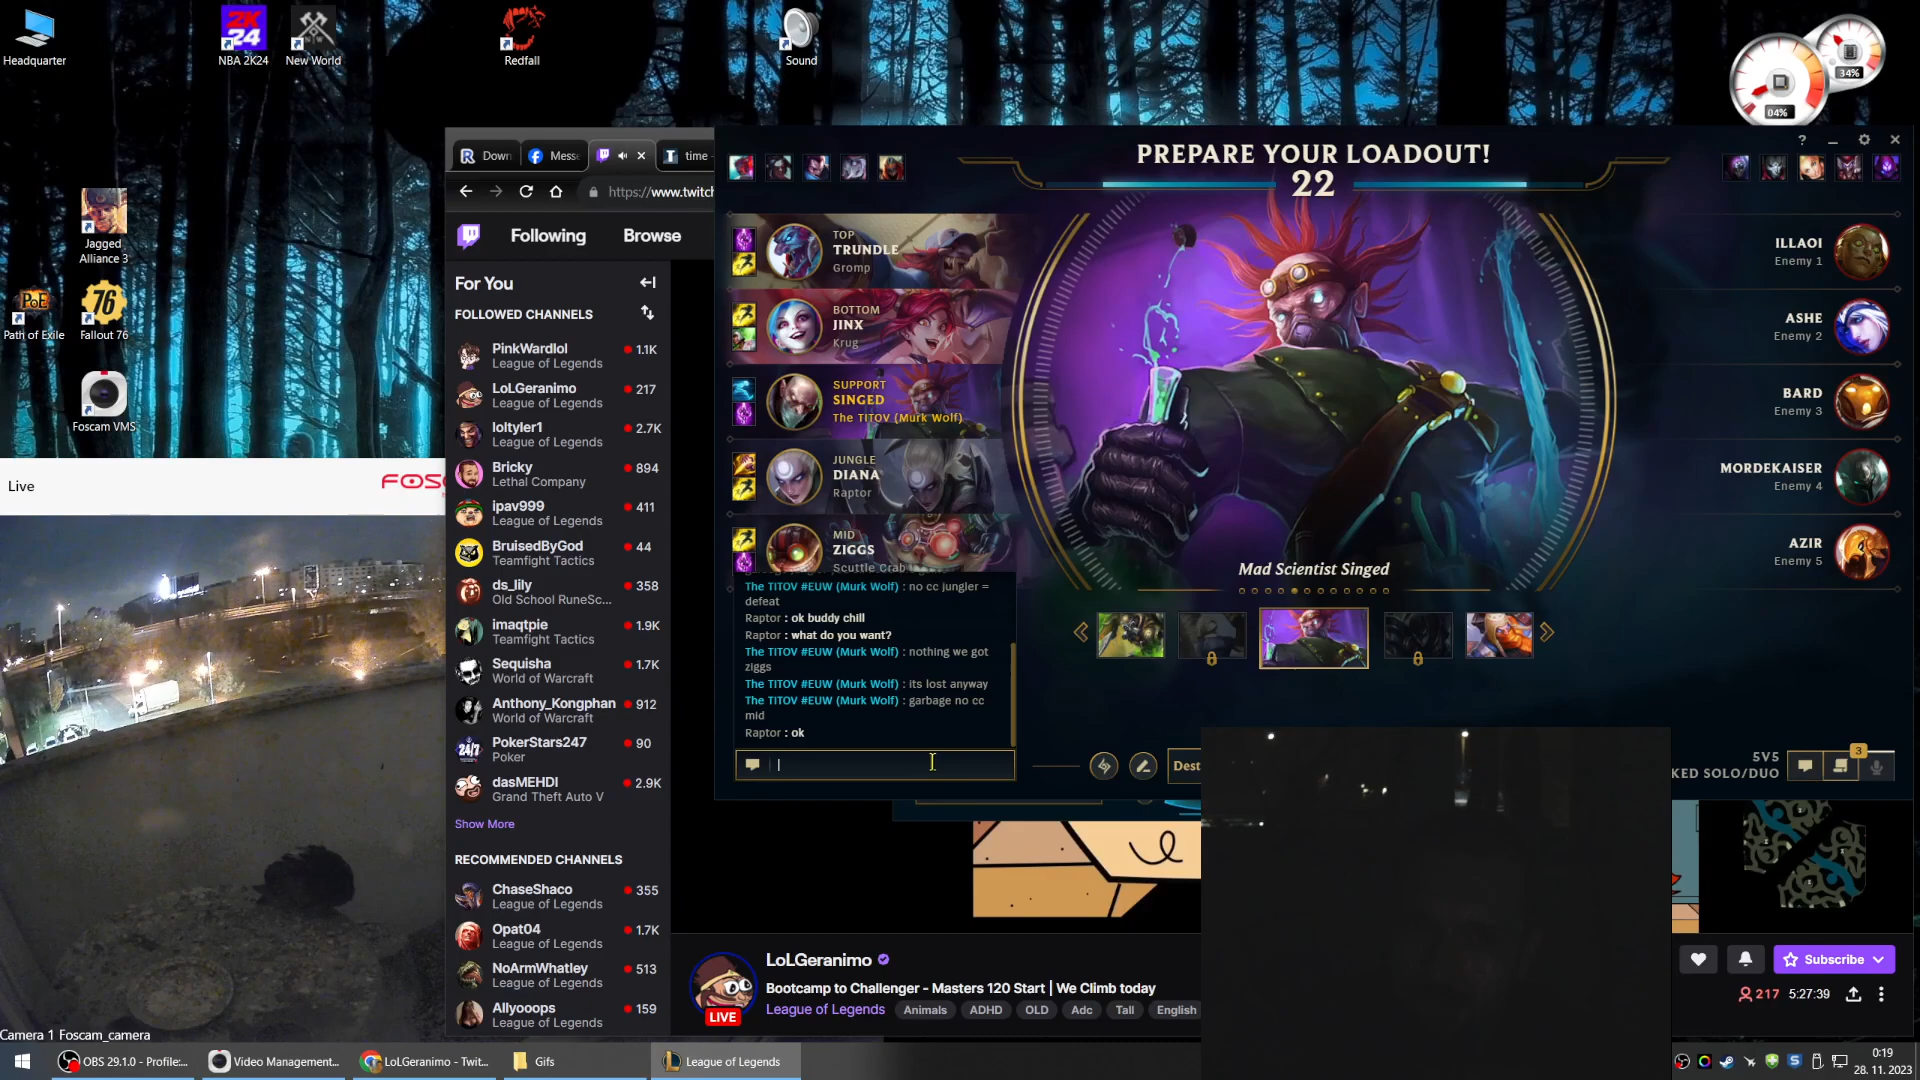 Headquarter
NBA 2K24
New World
Redfall
Sound
34%
04%
Jagged
Alliance 3
Path of Exile
Fallout 76
Foscam VMS
Live
FOSC
Camera 1 Foscam_camera
Down
Messe
time
https://www.twitch
Following
Browse
For You
FOLLOWED CHANNELS
PinkWardlol
1.1K
League of Legends
LoLGeranimo
217
League of Legends
loltyler1
2.7K
League of Legends
Bricky
894
Lethal Company
ipav999
411
League of Legends
BruisedByGod
44
Teamfight Tactics
ds_lily
358
Old School RuneSc...
imaqtpie
1.9K
Teamfight Tactics
Sequisha
1.7K
World of Warcraft
Anthony_Kongphan
912
World of Warcraft
PokerStars247
90
Poker
dasMEHDI
2.9K
Grand Theft Auto V
Show More
RECOMMENDED CHANNELS
ChaseShaco
355
League of Legends
Opat04
1.7K
League of Legends
NoArmWhatley
513
League of Legends
Allyooops
159
League of Legends
PREPARE YOUR LOADOUT!
22
TOP
TRUNDLE
Gromp
BOTTOM
JINX
Krug
SUPPORT
SINGED
The TITOV (Murk Wolf)
JUNGLE
DIANA
Raptor
MID
ZIGGS
Scuttle Crab
The TITOV #EUW (Murk Wolf) : no cc jungler =
defeat
Raptor : ok buddy chill
Raptor : what do you want?
The TITOV #EUW (Murk Wolf) : nothing we got
ziggs
The TITOV #EUW (Murk Wolf) : its lost anyway
The TITOV #EUW (Murk Wolf) : garbage no cc
mid
Raptor : ok
Mad Scientist Singed
Dest
ILLAOI
Enemy 1
ASHE
Enemy 2
BARD
Enemy 3
MORDEKAISER
Enemy 4
AZIR
Enemy 5
5V5
KED SOLO/DUO
3
LIVE
LoLGeranimo
Bootcamp to Challenger - Masters 120 Start | We Climb today
League of Legends
Animals
ADHD
OLD
Adc
Tall
English
Subscribe
217
5:27:39
OBS 29.1.0 - Profile:...
Video Management...
LoLGeranimo - Twit...
Gifs
League of Legends
0:19
28. 11. 2023